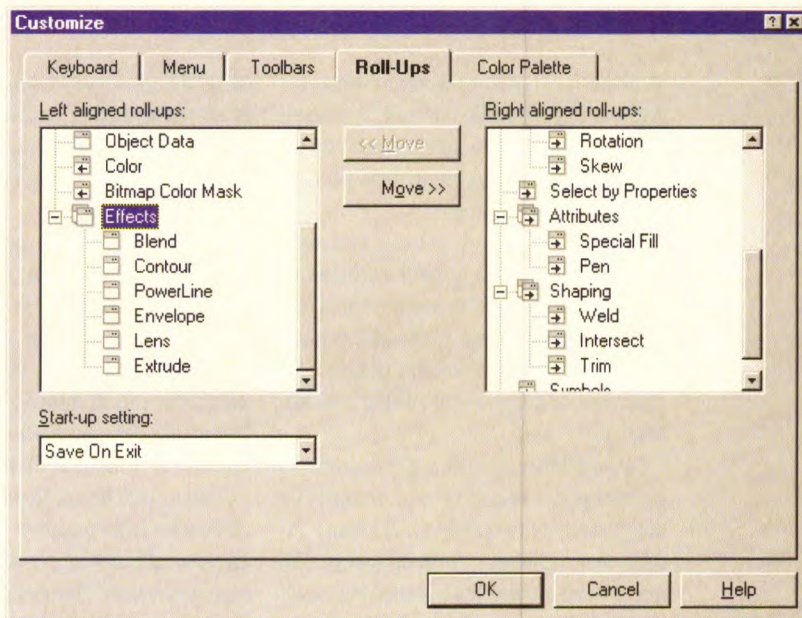 Customize
Keyboard
Menu
Toolbars
Roll-Ups
Color Palette
Left aligned roll-ups:
Object Data
Color
Bitmap Color Mask
Effects
Blend
Contour
PowerLine
Envelope
Lens
Extrude
<< Move
Move >>
Right aligned roll-ups:
Rotation
Skew
Select by Properties
Attributes
Special Fill
Pen
Shaping
Weld
Intersect
Trim
Symbols
Start-up setting:
Save On Exit
OK
Cancel
Help